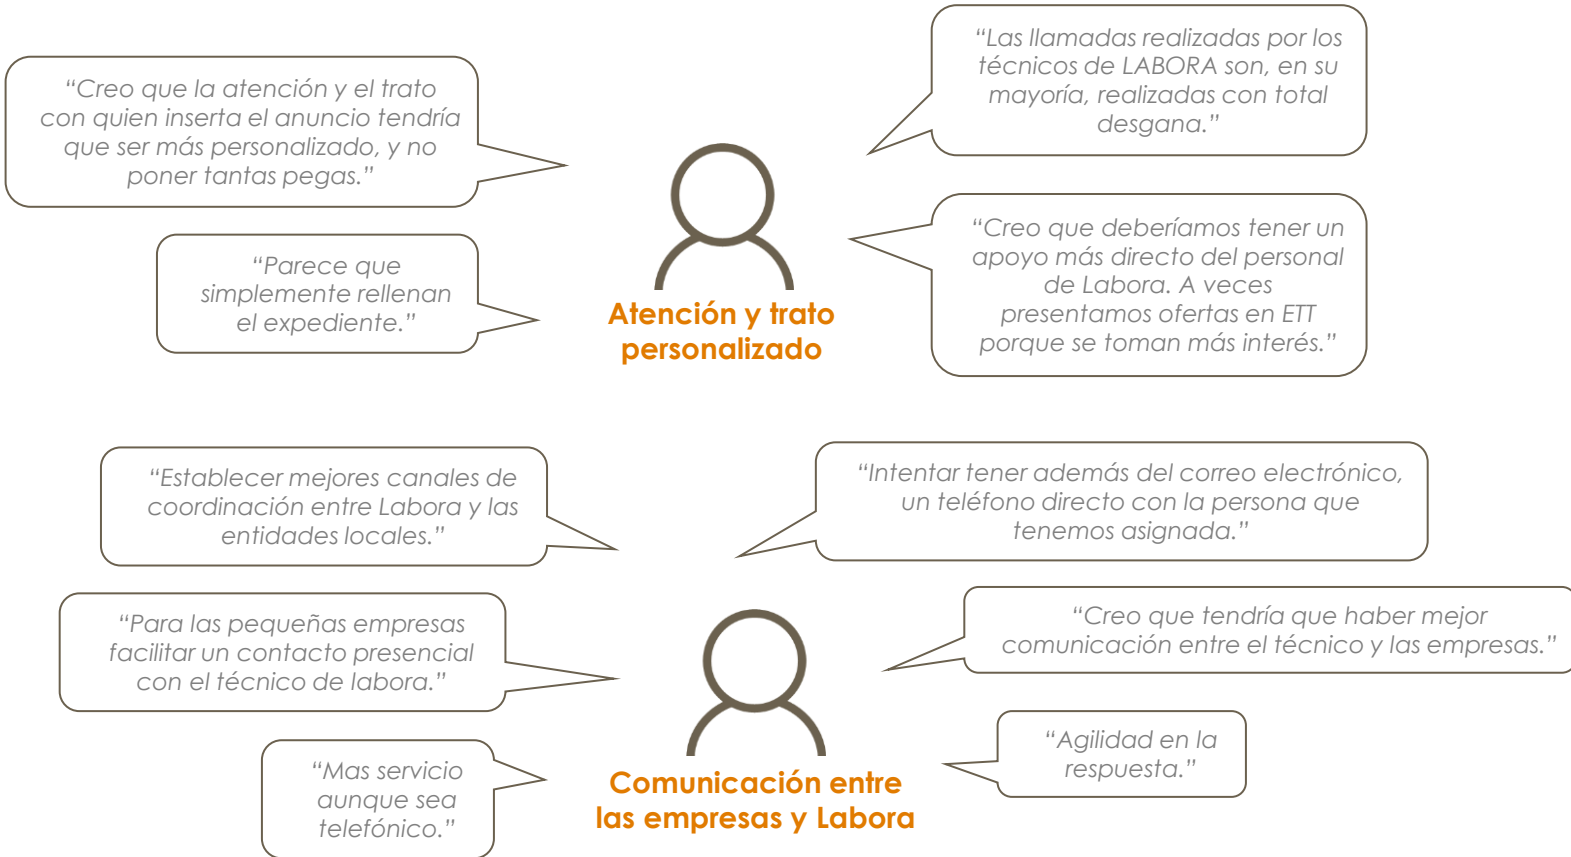 “Creo que la atención y el trato
con quien inserta el anuncio tendría
que ser más personalizado, y no
poner tantas pegas.”
“Las llamadas realizadas por los
técnicos de LABORA son, en su
mayoría, realizadas con total
desgana.”
“Parece que
simplemente rellenan
el expediente.”
“Creo que deberíamos tener un
apoyo más directo del personal
de Labora. A veces
presentamos ofertas en ETT
porque se toman más interés.”
Atención y trato
personalizado
“Establecer mejores canales de
coordinación entre Labora y las
entidades locales.”
“Intentar tener además del correo electrónico,
un teléfono directo con la persona que
tenemos asignada.”
“Para las pequeñas empresas
facilitar un contacto presencial
con el técnico de labora.”
“Creo que tendría que haber mejor
comunicación entre el técnico y las empresas.”
“Mas servicio
aunque sea
telefónico.”
“Agilidad en la
respuesta.”
Comunicación entre
las empresas y Labora